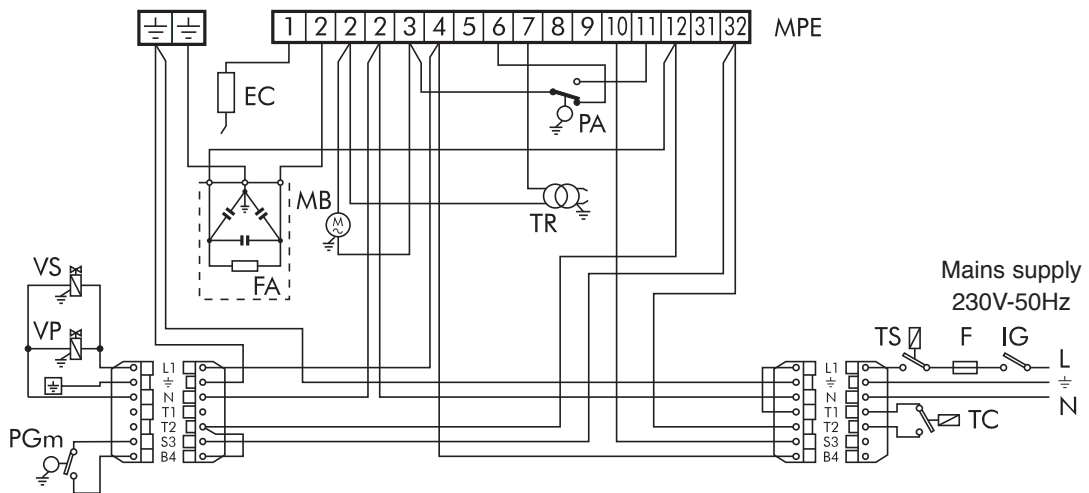 1 2 2 2 3 4 5 6 7 8 9 10 11 12 31 32 MPE
EC
PA
MB
M
TR
FA
VS
VP
Mains supply
230V-50Hz
TS F IG
L
N
TC
PGm
L1
N
T1
T2
S3
B4
L1
N
T1
T2
S3
B4